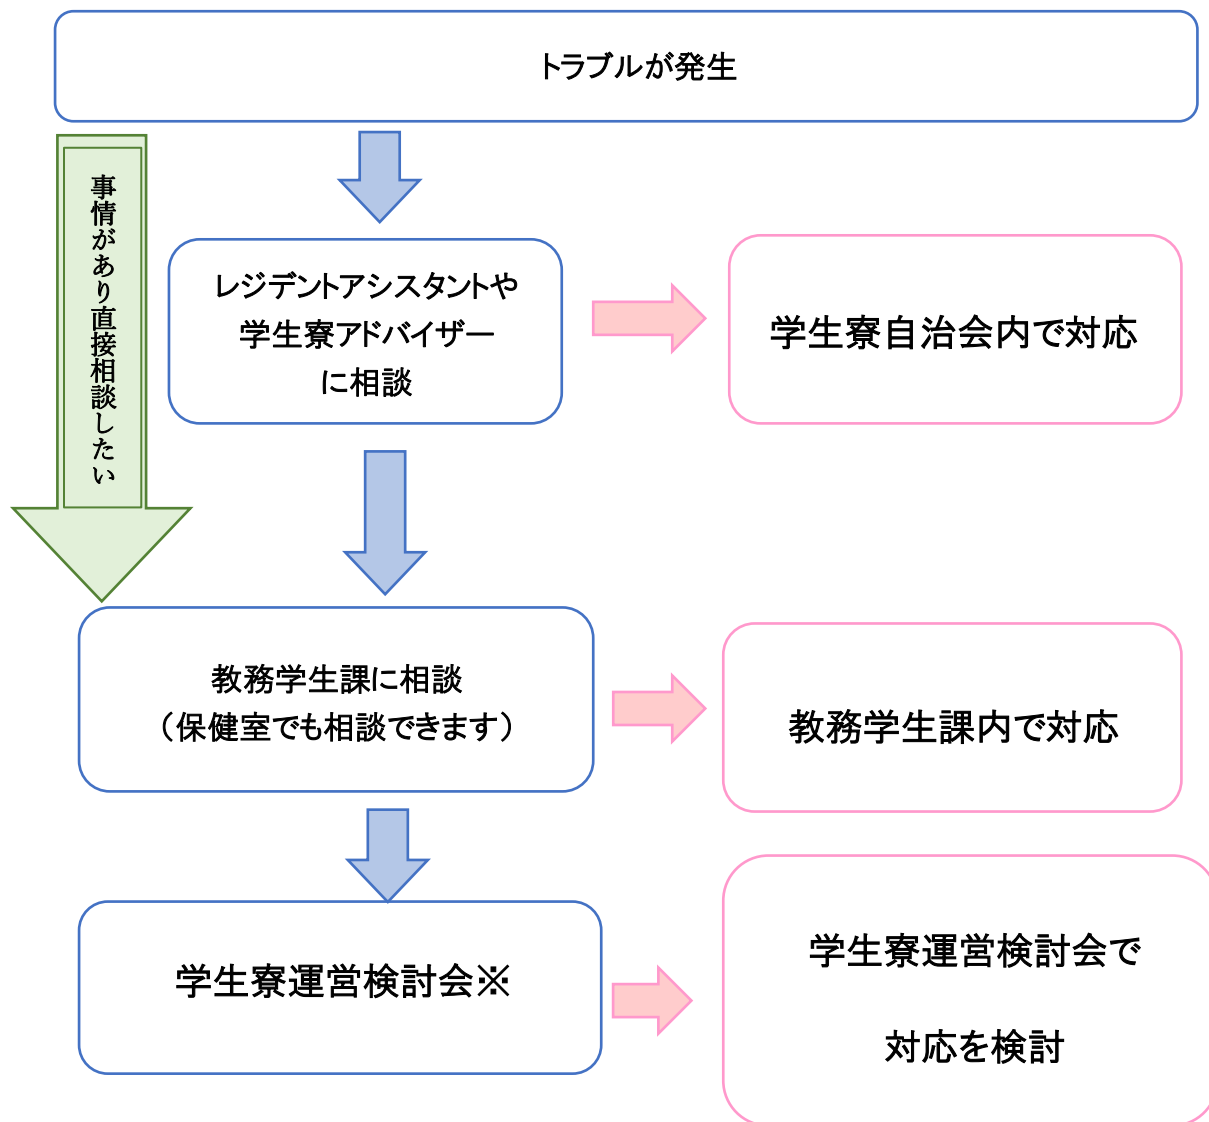 トラブルが発生
事情があり直接相談したい
レジデントアシスタントや
学生寮アドバイザー
に相談
学生寮自治会内で対応
教務学生課に相談
（保健室でも相談できます）
教務学生課内で対応
学生寮運営検討会※
学生寮運営検討会で
対応を検討